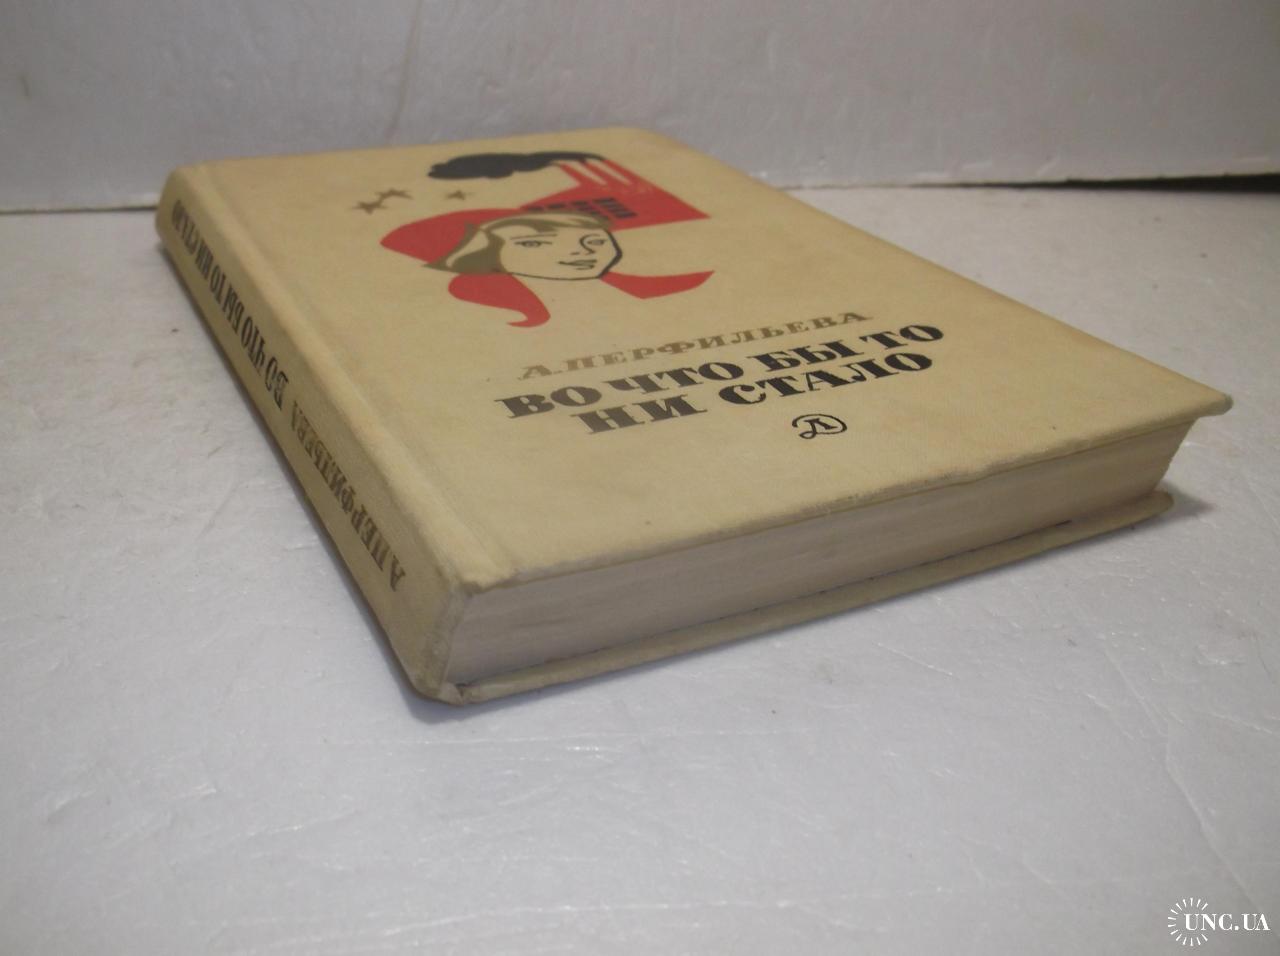 А. ПЕРФИЛЬЕВА
ВО ЧТО БЫ ТО
НИ СТАЛО
Д
А. ПЕРФИЛЬЕВА ВО ЧТО БЫ ТО НИ СТАЛО
UNC.UA